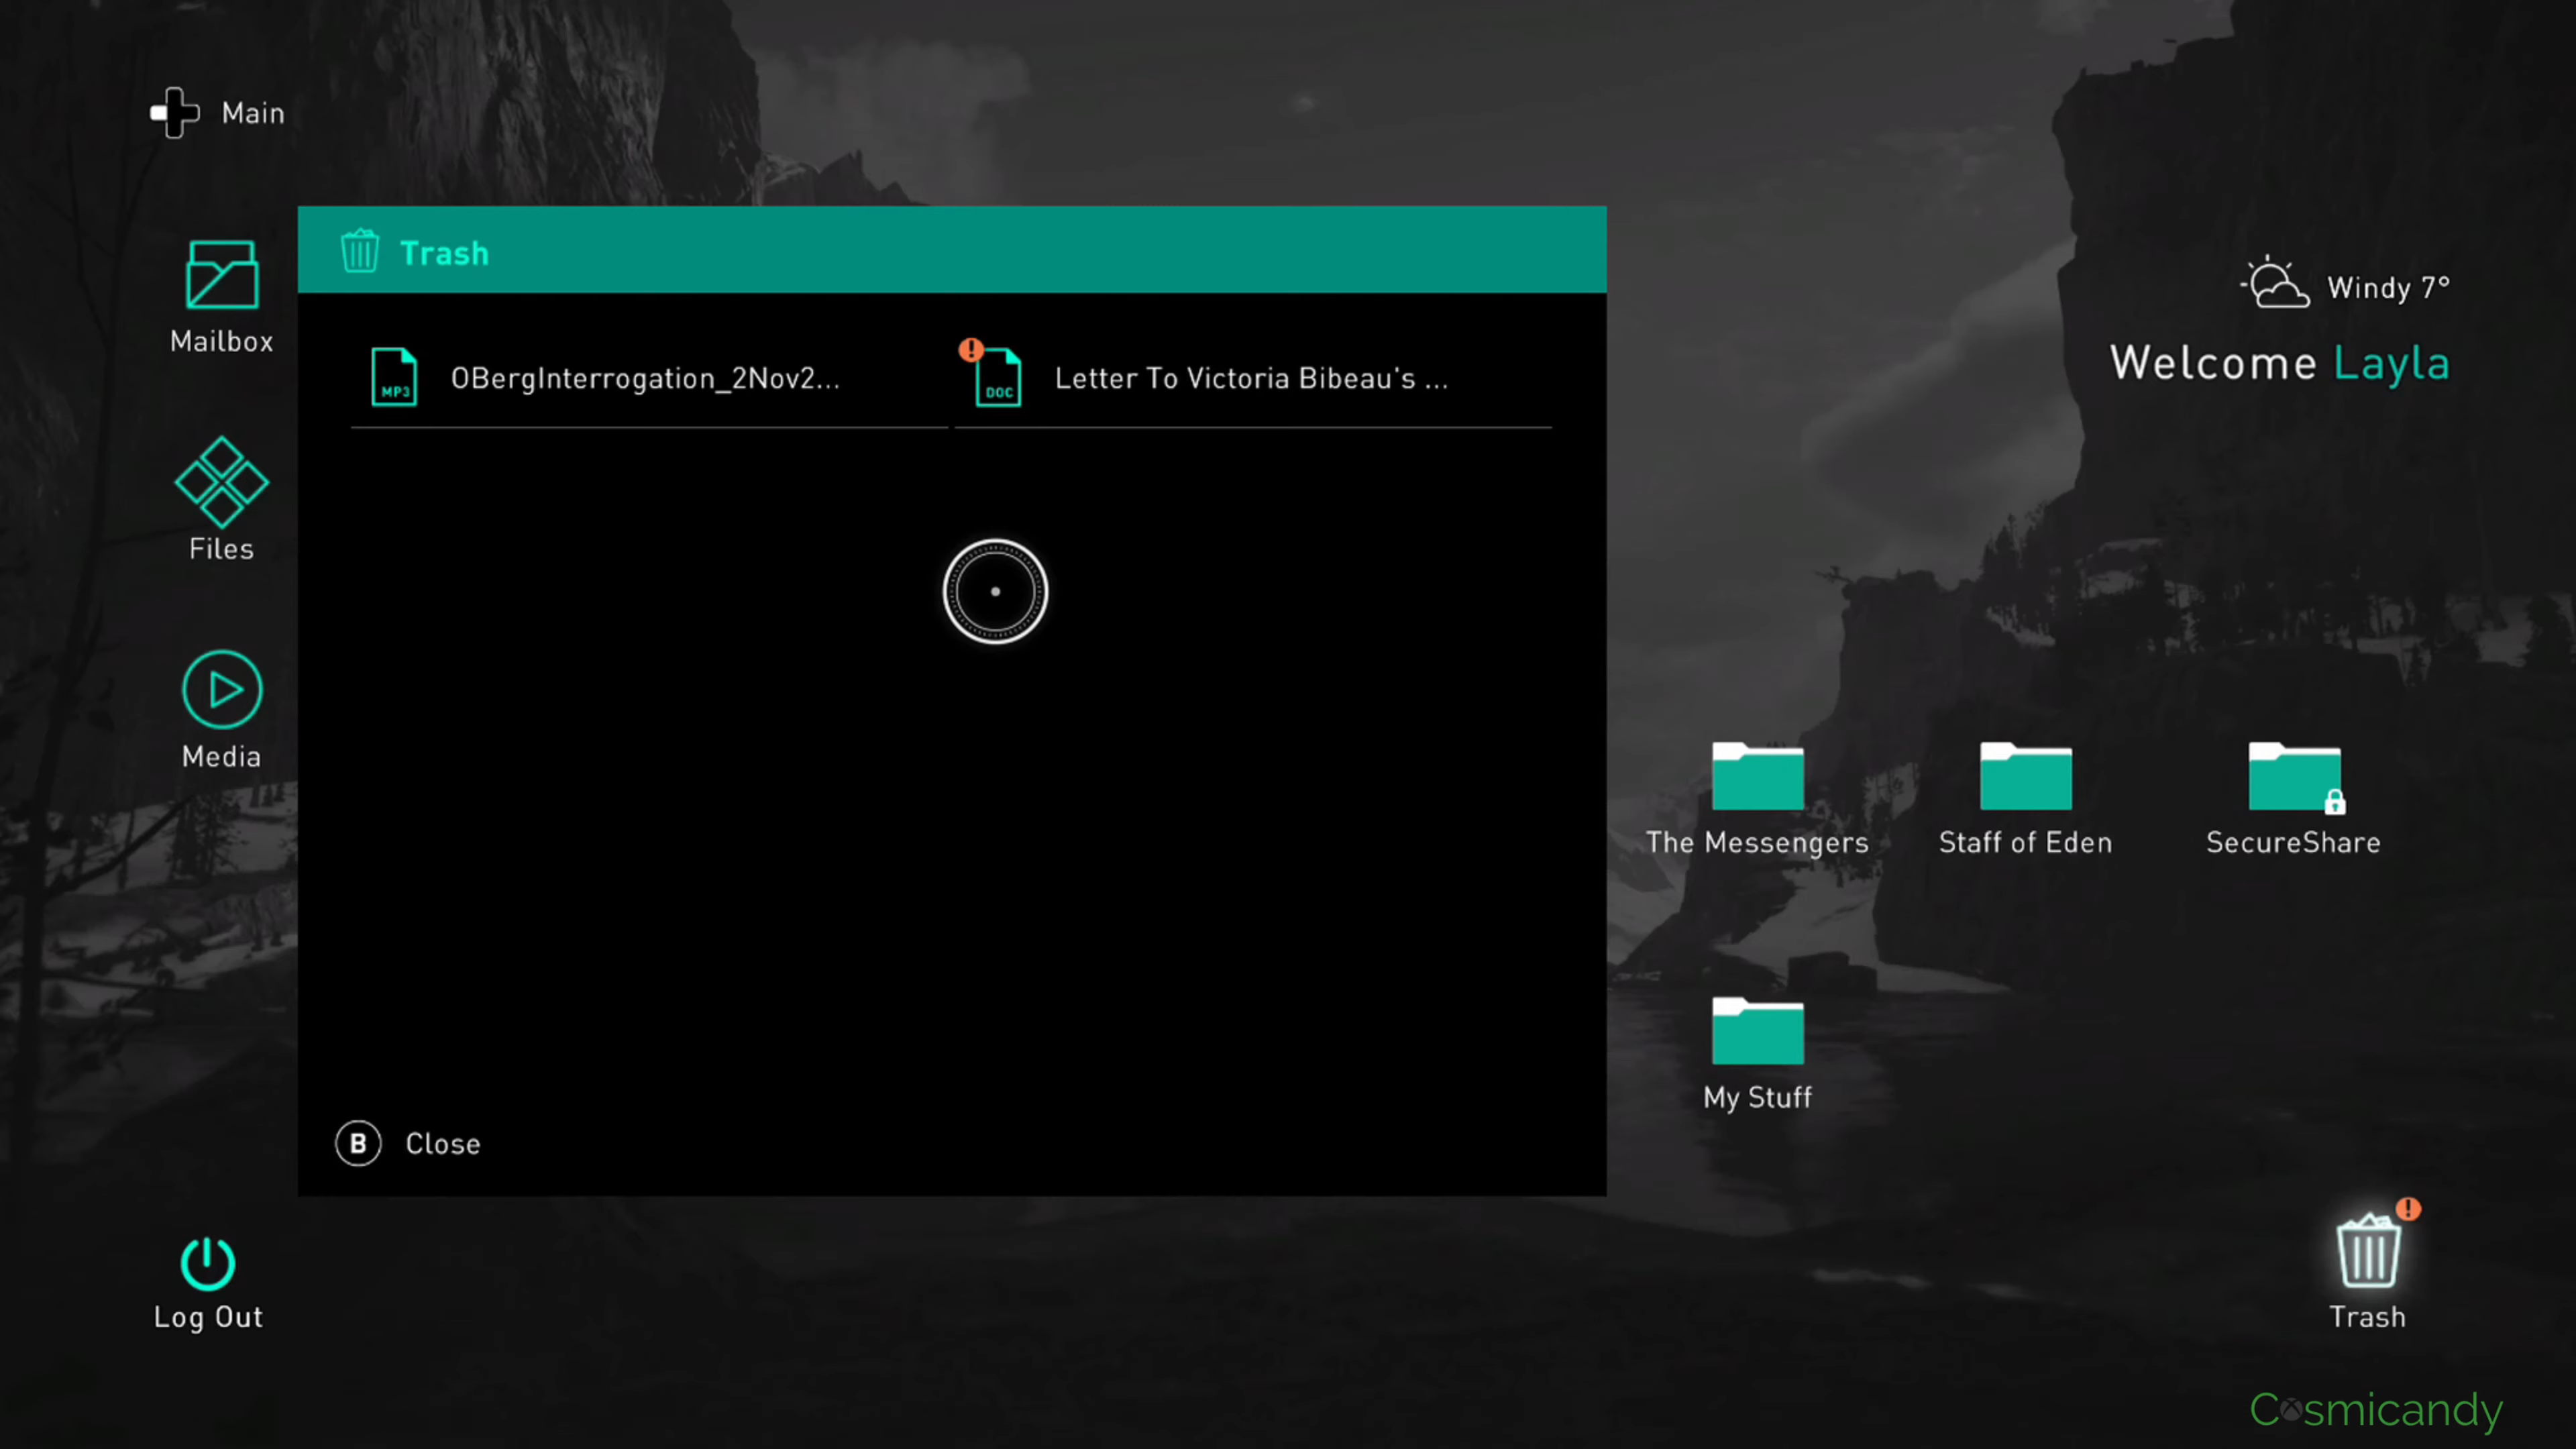 Main
Trash
Mailbox
MP3
OBergInterrogation_2Nov2...
!
DOC
Letter To Victoria Bibeau's ...
Windy 7°
Welcome Layla
Files
Media
The Messengers
Staff of Eden
SecureShare
My Stuff
B Close
!
Log Out
Trash
Cosmicandy